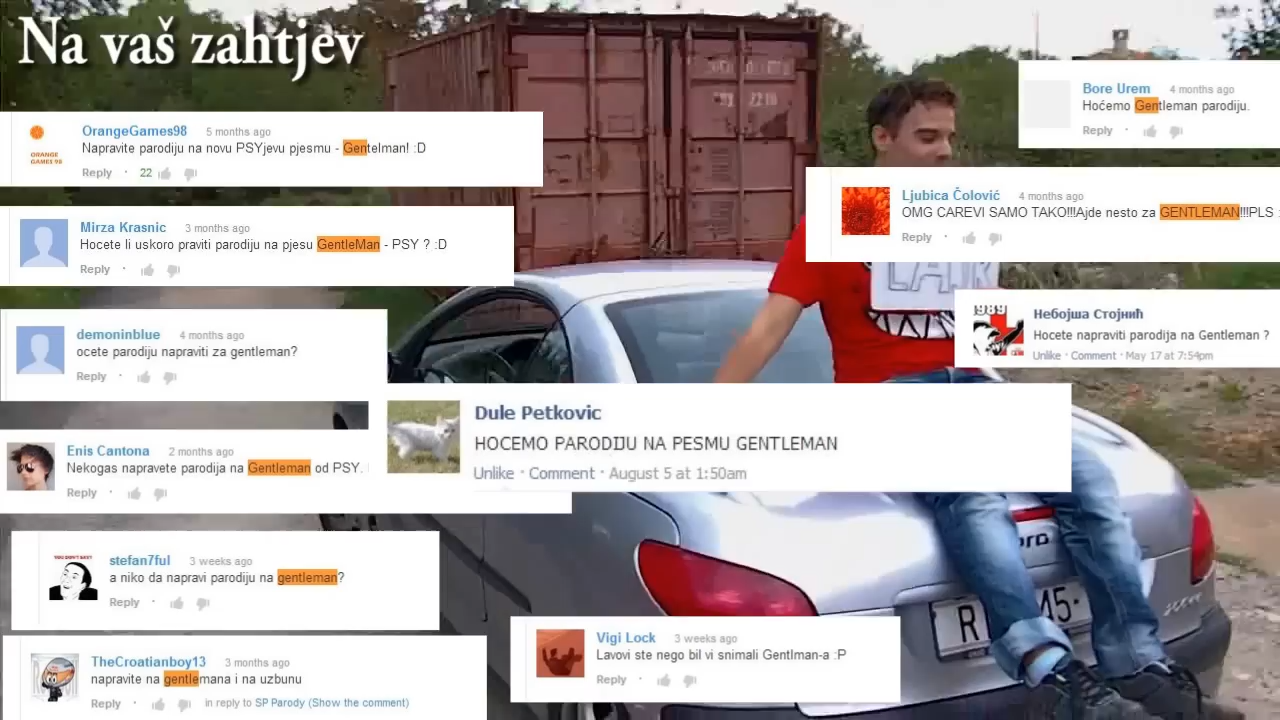 Na vaš zahtjev
OrangeGames98 5 months ago
Napravite parodiju na novu PSYjevu pjesmu - Gentelman! :D
Reply · 22
ORANGE
GAMES 98
Bore Urem 4 months ago
Hoćemo Gentleman parodiju.
Reply ·
Mirza Krasnic 3 months ago
Hocete li uskoro praviti parodiju na pjesu GentleMan - PSY ? :D
Reply ·
Ljubica Čolović 4 months ago
OMG CAREVI SAMO TAKO!!!Ajde nesto za GENTLEMAN!!!PLS
Reply ·
LAJK
demoninblue 4 months ago
ocete parodiju napraviti za gentleman?
Reply ·
1989
Небојша Стојнић
Hocete napraviti parodija na Gentleman ?
Unlike · Comment · May 17 at 7:54pm
Dule Petkovic
HOCEMO PARODIJU NA PESMU GENTLEMAN
Unlike · Comment · August 5 at 1:50am
Enis Cantona 2 months ago
Nekogas napravete parodija na Gentleman od PSY.
Reply ·
stefan7ful 3 weeks ago
a niko da napravi parodiju na gentleman?
Reply ·
R 45-
Vigi Lock 3 weeks ago
Lavovi ste nego bil vi snimali Gentlman-a :P
Reply ·
TheCroatianboy13 3 months ago
napravite na gentlemana i na uzbunu
Reply · in reply to SP Parody (Show the comment)